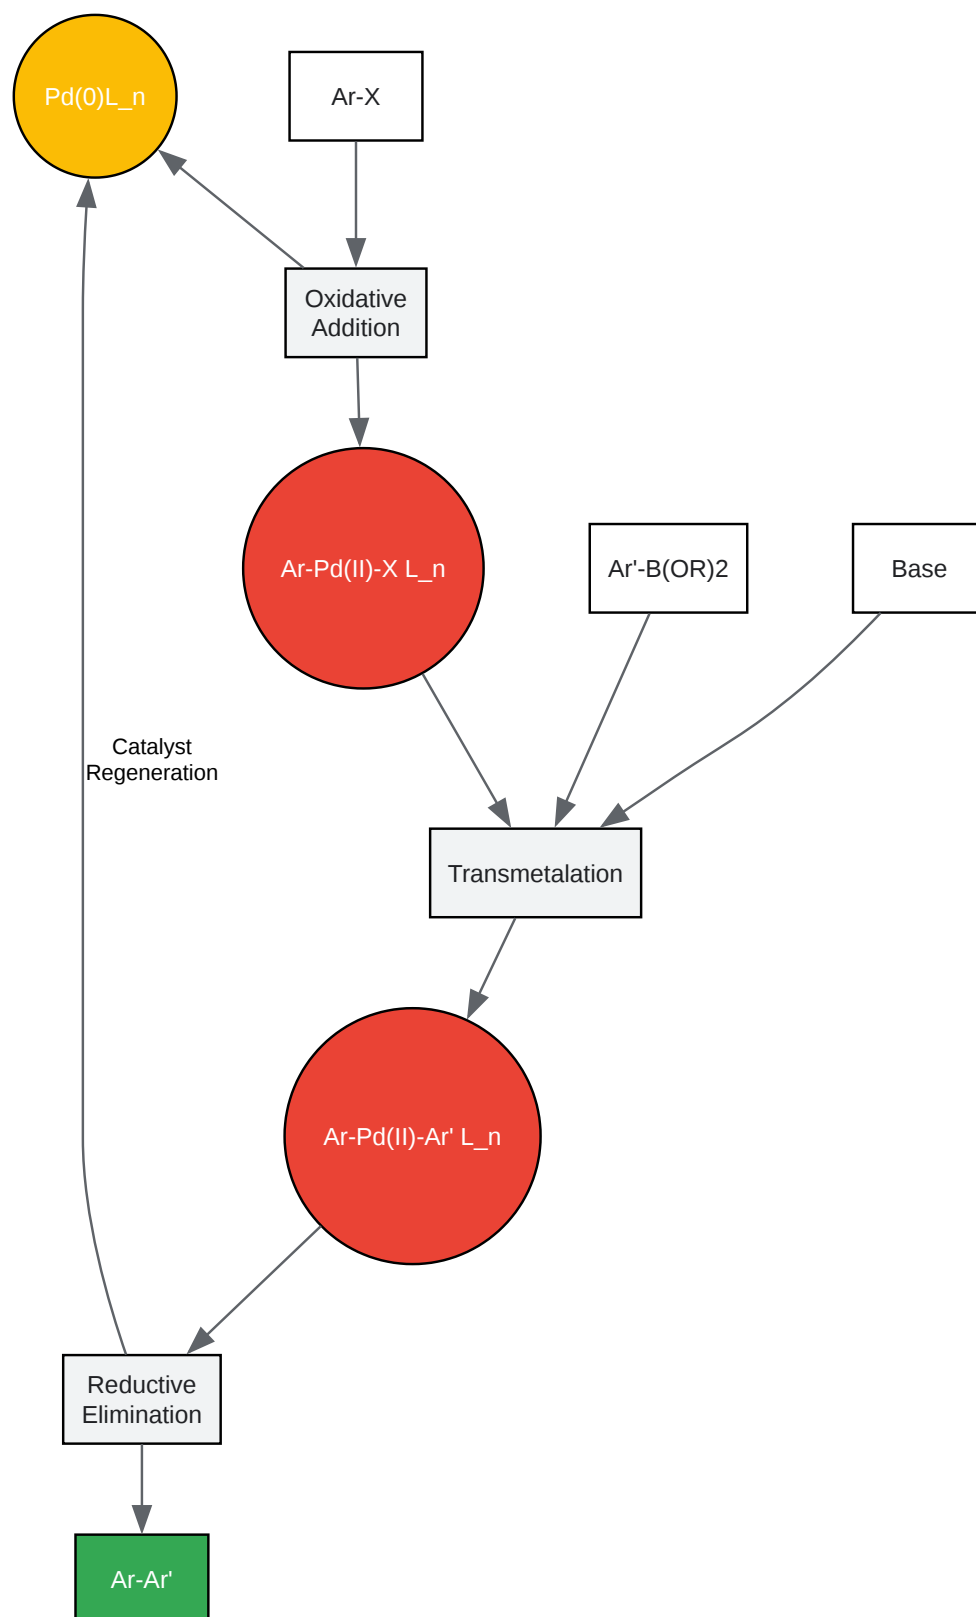 Pd(0)L_n
Ar-X
Oxidative
Addition
Ar-Pd(II)-X L_n
Ar'-B(OR)2
Base
Catalyst
Regeneration
Transmetalation
Ar-Pd(II)-Ar' L_n
Reductive
Elimination
Ar-Ar'